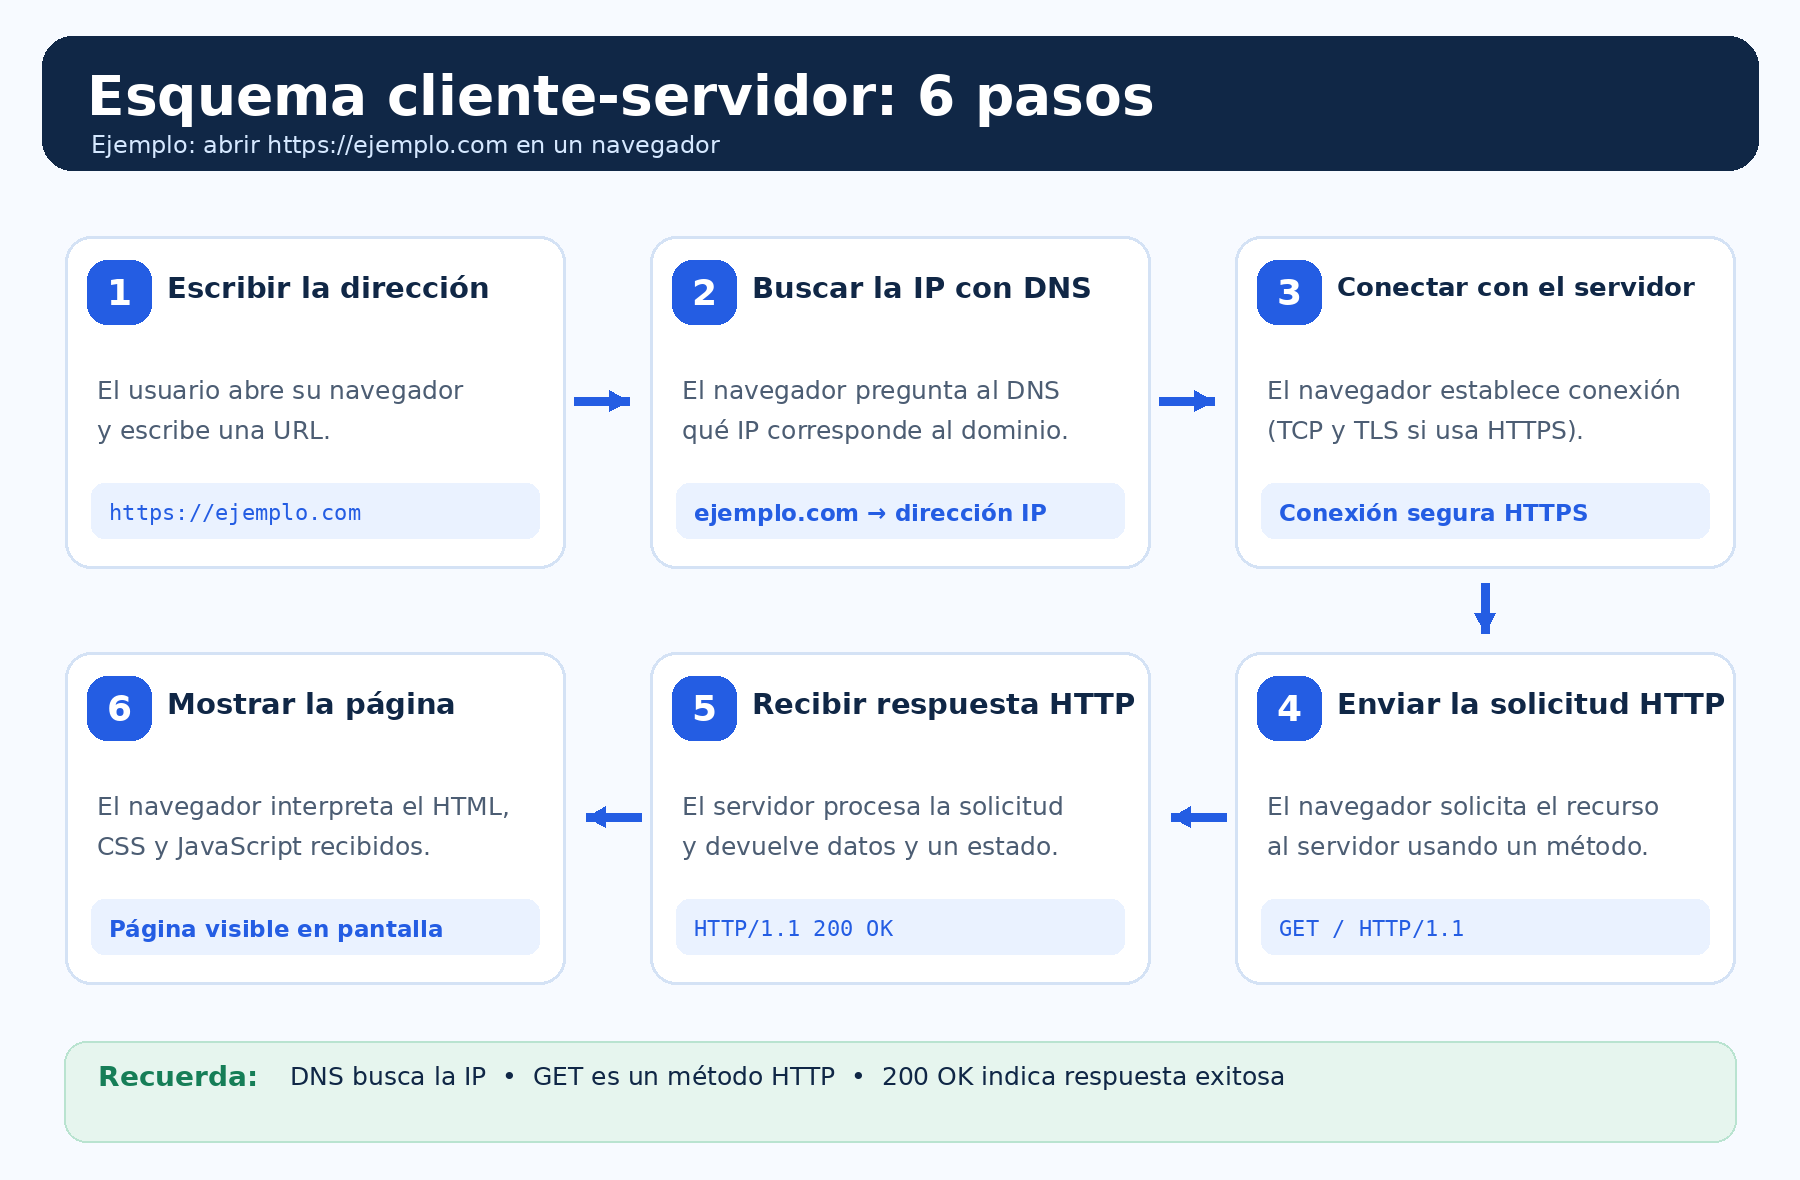 Esquema cliente-servidor: 6 pasos
Ejemplo: abrir https://ejemplo.com en un navegador
1 Escribir la dirección
El usuario abre su navegador
y escribe una URL.
https://ejemplo.com
2 Buscar la IP con DNS
El navegador pregunta al DNS
qué IP corresponde al dominio.
ejemplo.com → dirección IP
3 Conectar con el servidor
El navegador establece conexión
(TCP y TLS si usa HTTPS).
Conexión segura HTTPS
4 Enviar la solicitud HTTP
El navegador solicita el recurso
al servidor usando un método.
GET / HTTP/1.1
5 Recibir respuesta HTTP
El servidor procesa la solicitud
y devuelve datos y un estado.
HTTP/1.1 200 OK
6 Mostrar la página
El navegador interpreta el HTML,
CSS y JavaScript recibidos.
Página visible en pantalla
Recuerda: DNS busca la IP • GET es un método HTTP • 200 OK indica respuesta exitosa